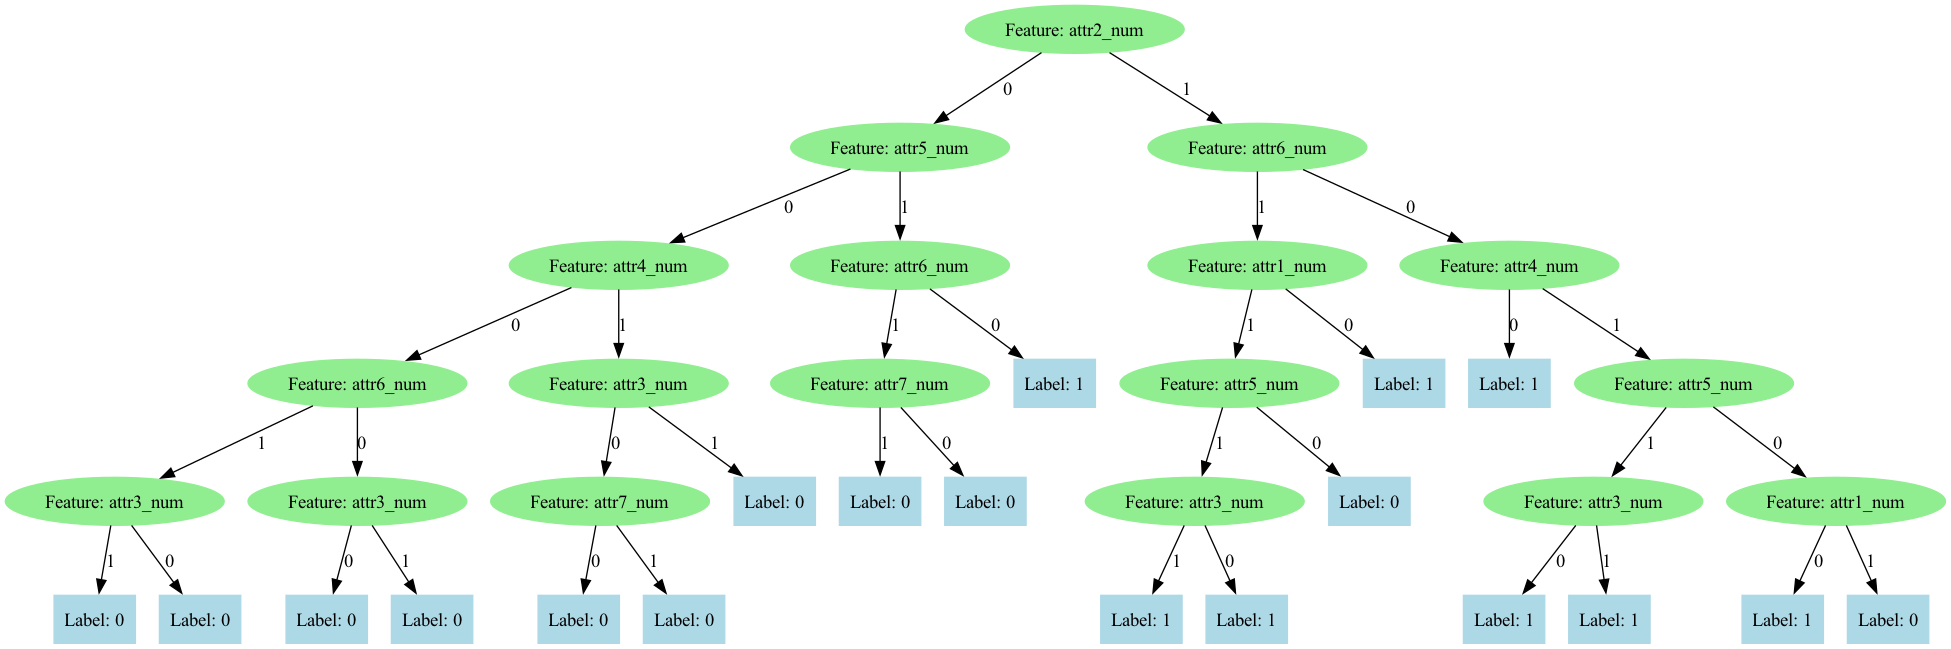 Feature: attr2_num
0
1
Feature: attr5_num
Feature: attr6_num
0
1
1
0
Feature: attr4_num
Feature: attr6_num
Feature: attr1_num
Feature: attr4_num
0
1
1
0
1
0
0
1
Feature: attr6_num
Feature: attr3_num
Feature: attr7_num
Label: 1
Feature: attr5_num
Label: 1
Label: 1
Feature: attr5_num
1
0
0
1
1
0
1
0
1
0
Feature: attr3_num
Feature: attr3_num
Feature: attr7_num
Label: 0
Label: 0
Label: 0
Feature: attr3_num
Label: 0
Feature: attr3_num
Feature: attr1_num
1
0
0
1
0
1
1
0
0
1
0
1
Label: 0
Label: 0
Label: 0
Label: 0
Label: 0
Label: 0
Label: 1
Label: 1
Label: 1
Label: 1
Label: 1
Label: 0